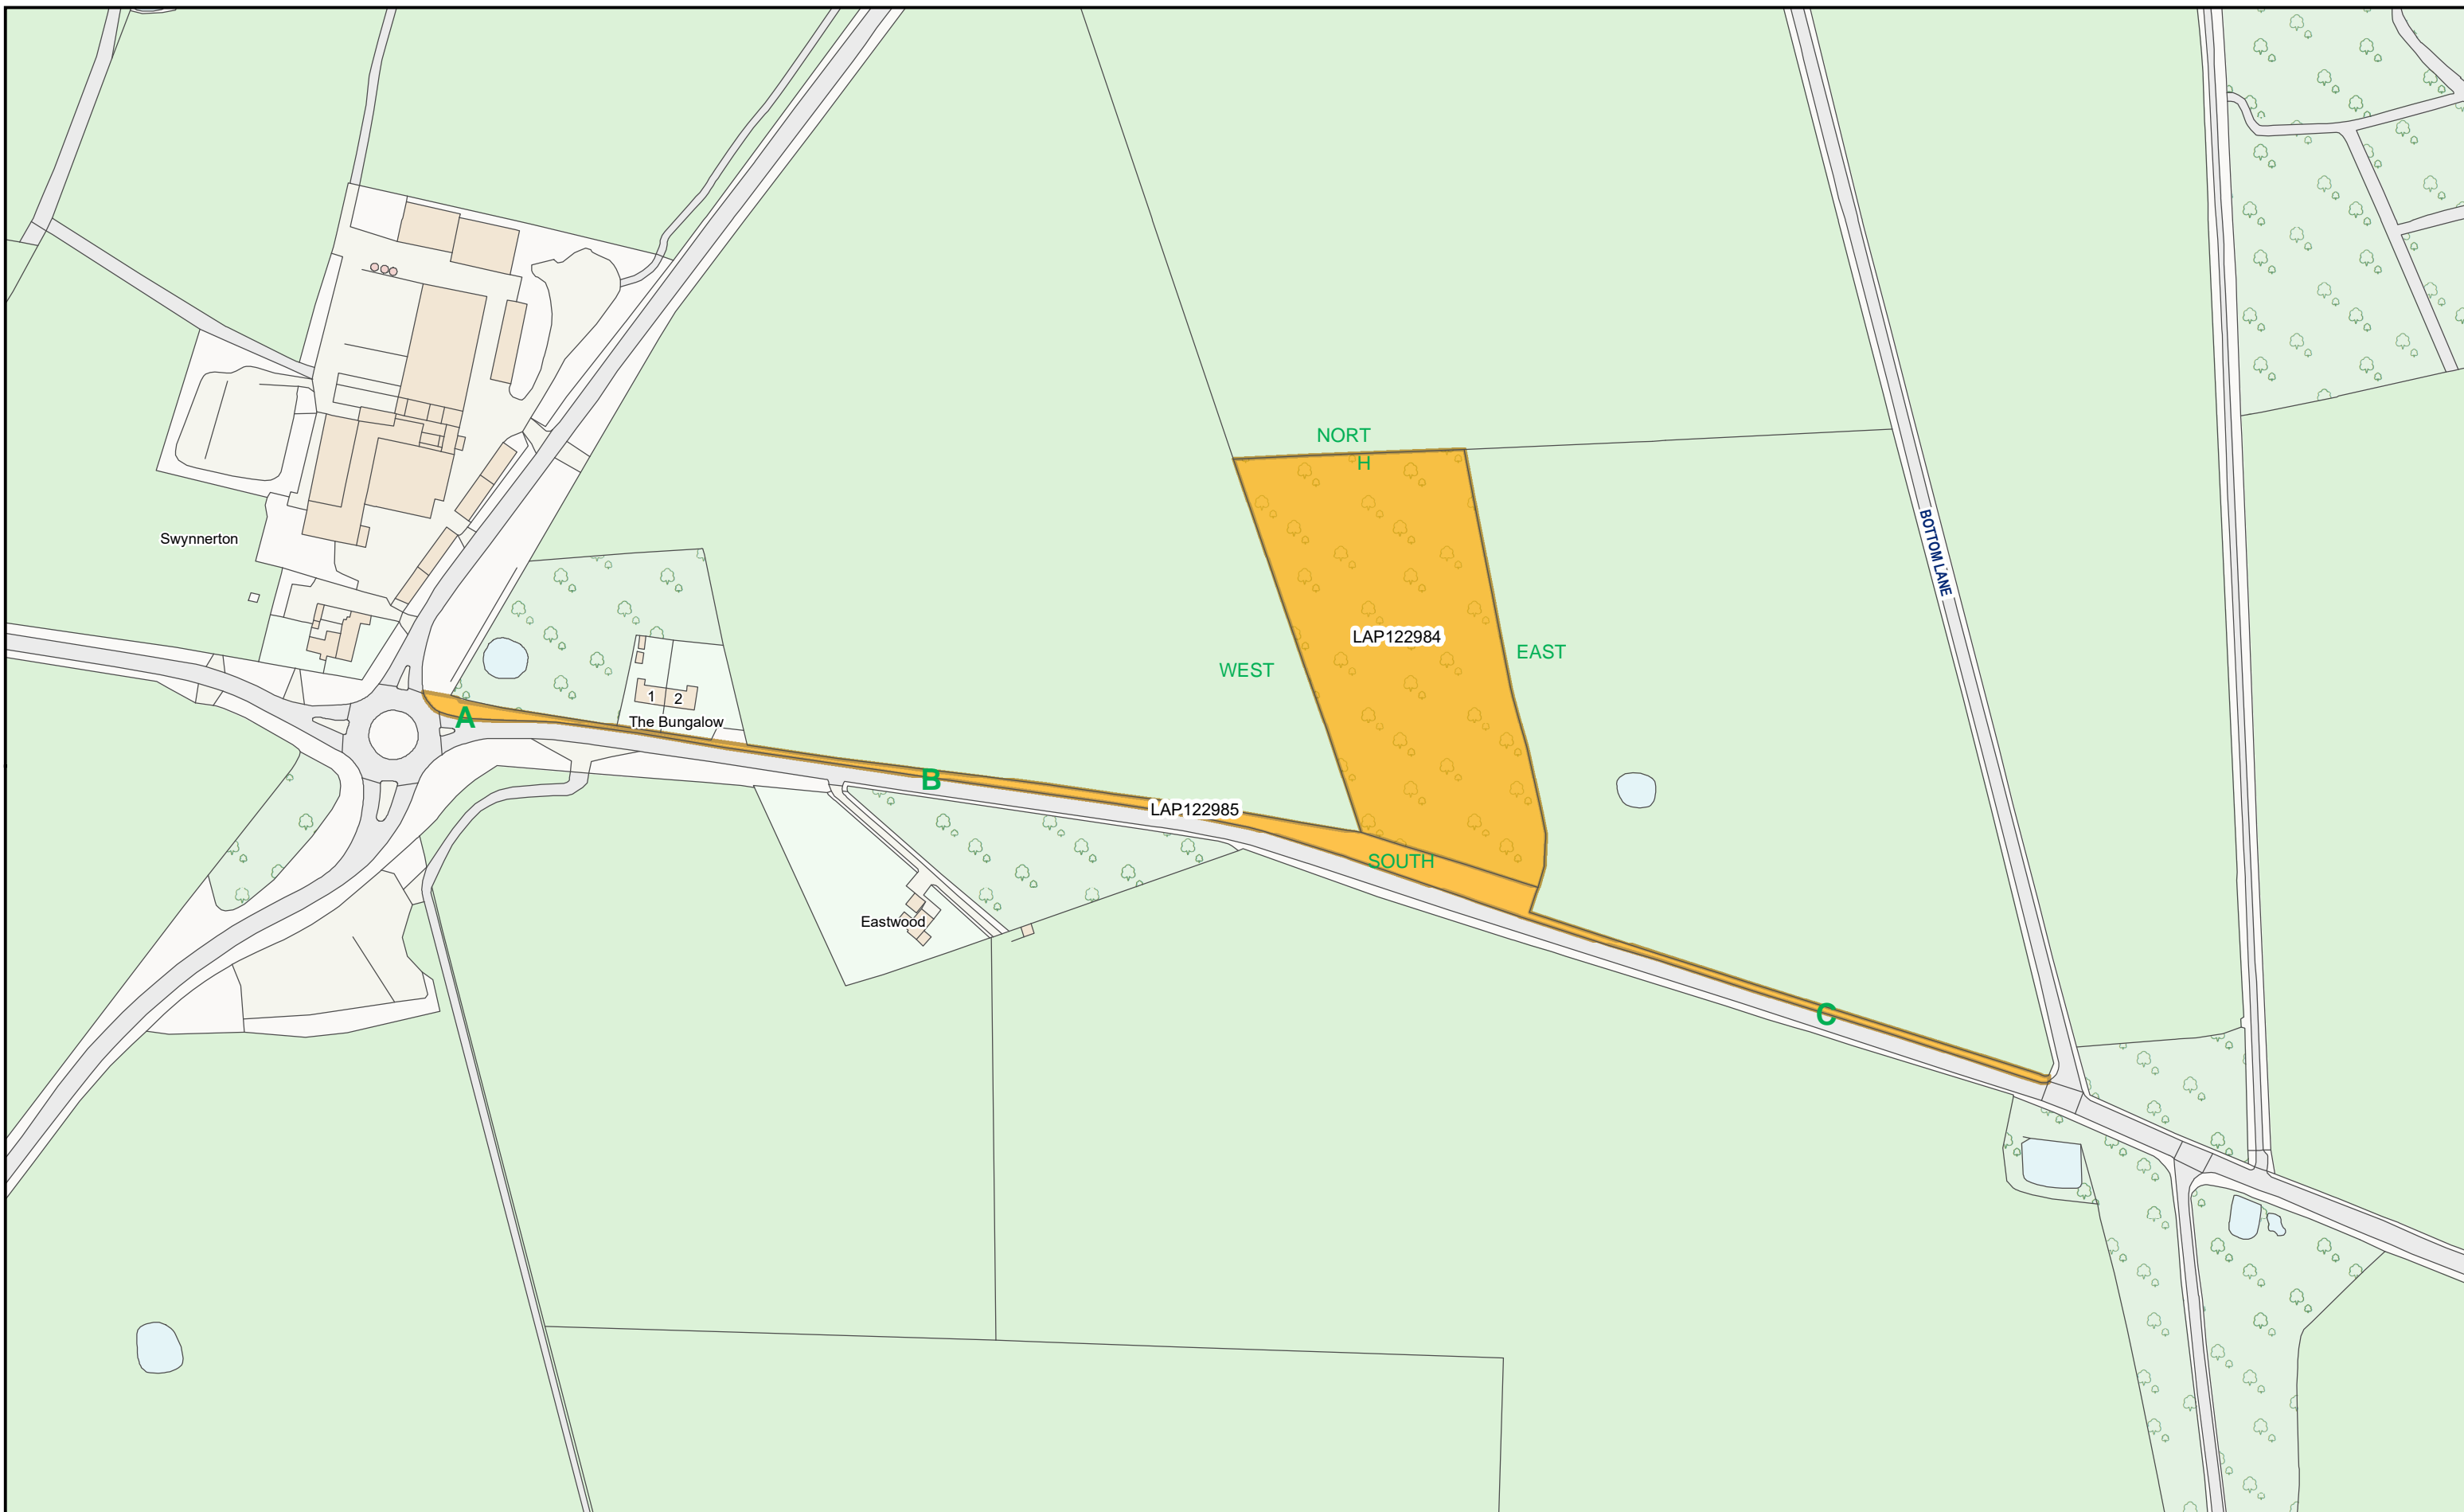 NORT
H
BOTTOM LANE
Swynnerton
LAP122984
EAST
WEST
1 2
A
The Bungalow
B
LAP122985
SOUTH
Eastwood
C